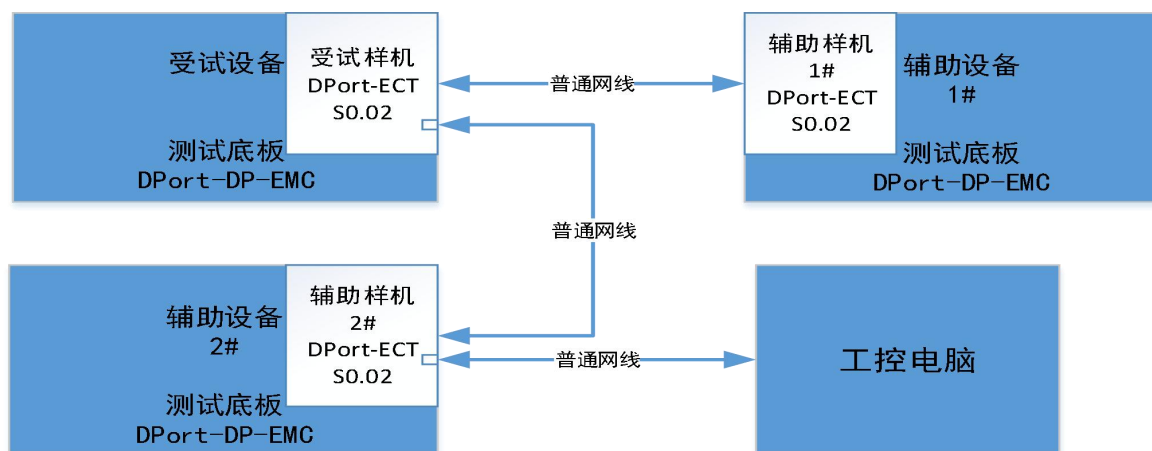 受试设备
受试样机
DPort-ECT
S0.02
测试底板
DPort-DP-EMC
普通网线
辅助样机
1#
DPort-ECT
S0.02
辅助设备
1#
测试底板
DPort-DP-EMC
普通网线
辅助设备
2#
辅助样机
2#
DPort-ECT
S0.02
测试底板
DPort-DP-EMC
普通网线
工控电脑